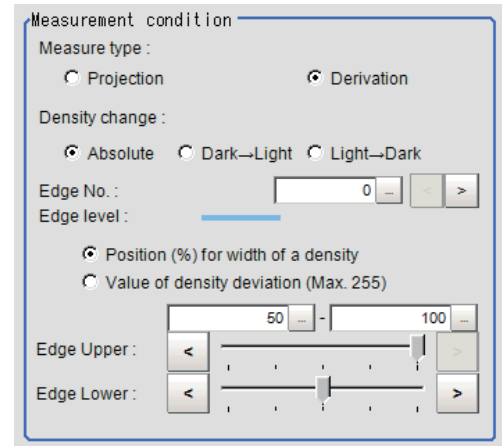 Measurement condition
Measure type :
Projection Derivation
Density change :
Absolute Dark→Light Light→Dark
Edge No. : 0 ... < >
Edge level :
Position (%) for width of a density
Value of density deviation (Max. 255)
50 ... - 100 ...
Edge Upper : < >
Edge Lower : < >